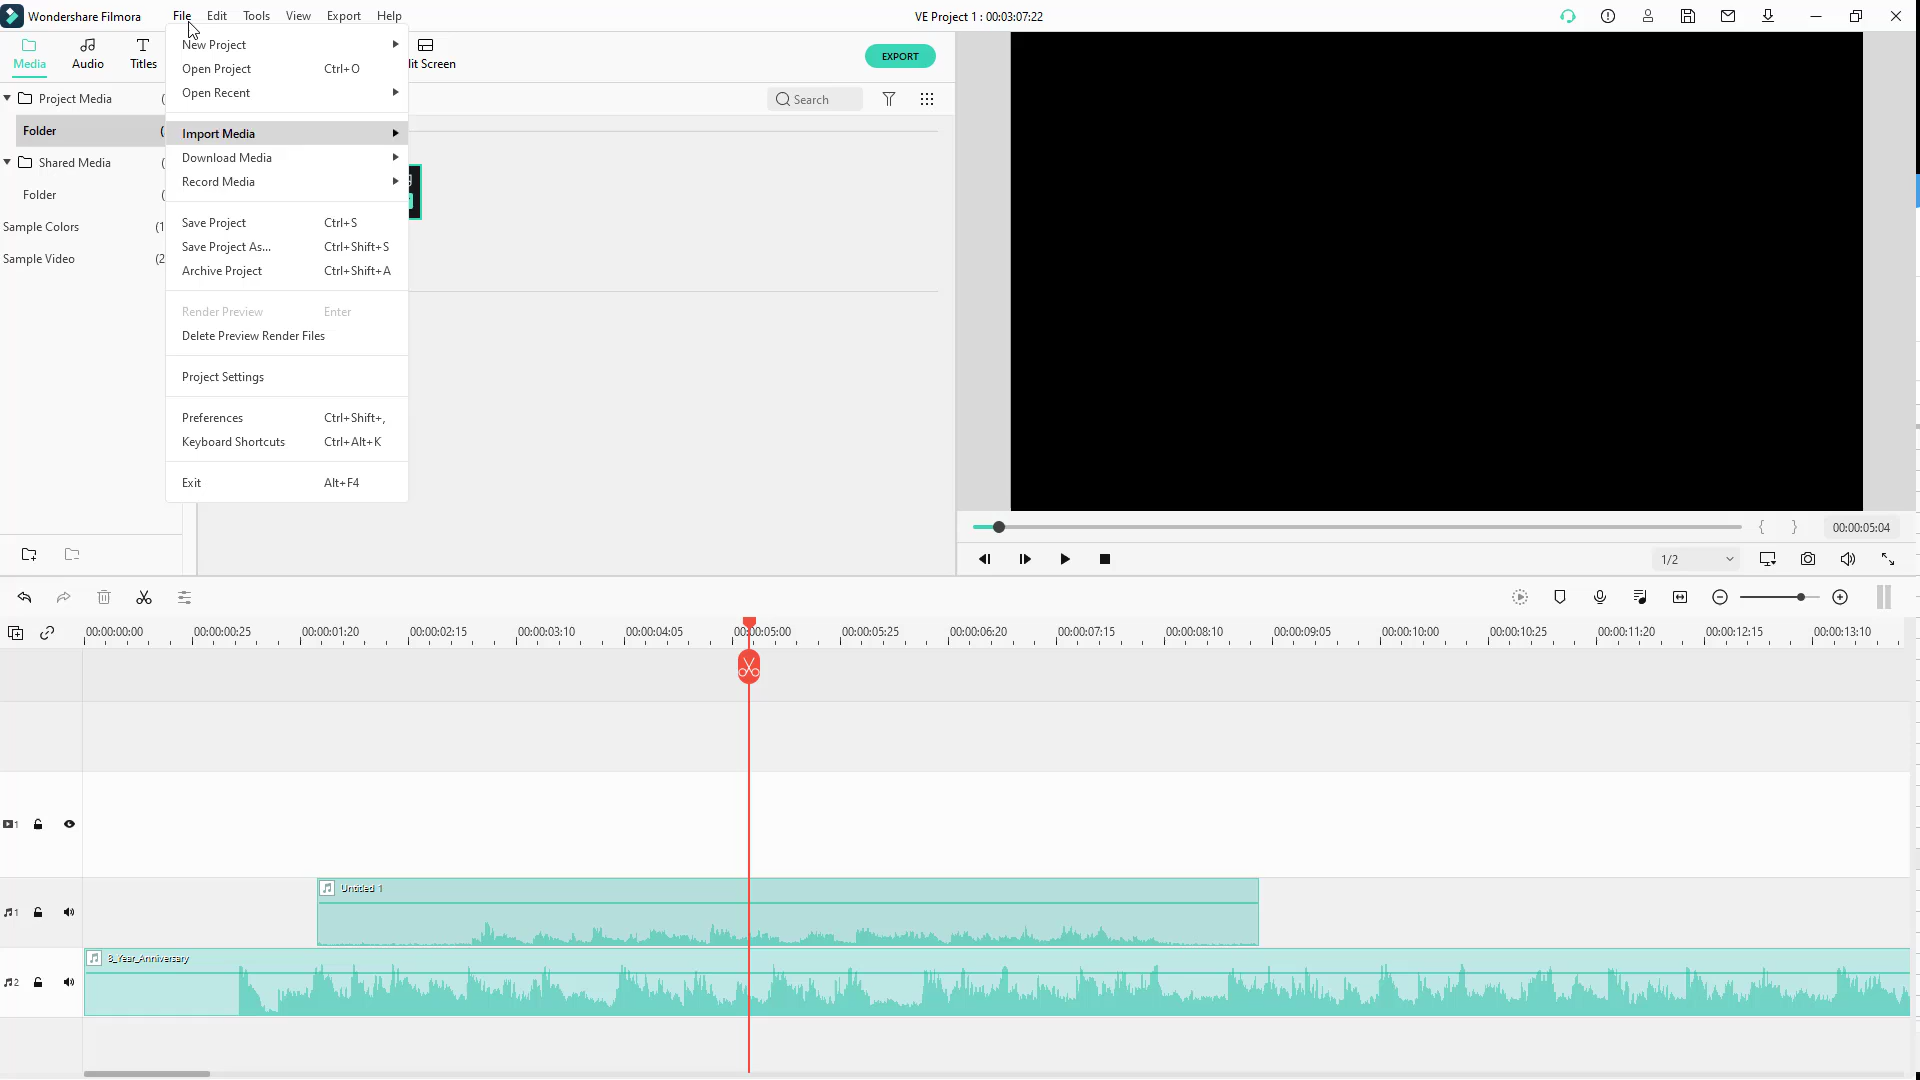 Wondershare Filmora
File Edit Tools View Export Help
VE Project 1 : 00:03:07:22
Media Audio Titles lit Screen
EXPORT
New Project
Open Project Ctrl+O
Open Recent
Import Media
Download Media
Record Media
Save Project Ctrl+S
Save Project As... Ctrl+Shift+S
Archive Project Ctrl+Shift+A
Render Preview Enter
Delete Preview Render Files
Project Settings
Preferences Ctrl+Shift+,
Keyboard Shortcuts Ctrl+Alt+K
Exit Alt+F4
Project Media (
Folder (
Shared Media (
Folder (
Sample Colors (1
Sample Video (2
Search
g
{ } 00:00:05:04
1/2
00:00:00:00 00:00:00:25 00:00:01:20 00:00:02:15 00:00:03:10 00:00:04:05 00:00:05:00 00:00:05:25 00:00:06:20 00:00:07:15 00:00:08:10 00:00:09:05 00:00:10:00 00:00:10:25 00:00:11:20 00:00:12:15 00:00:13:10
1
Untitled 1
1
B_Year_Anniversary
2